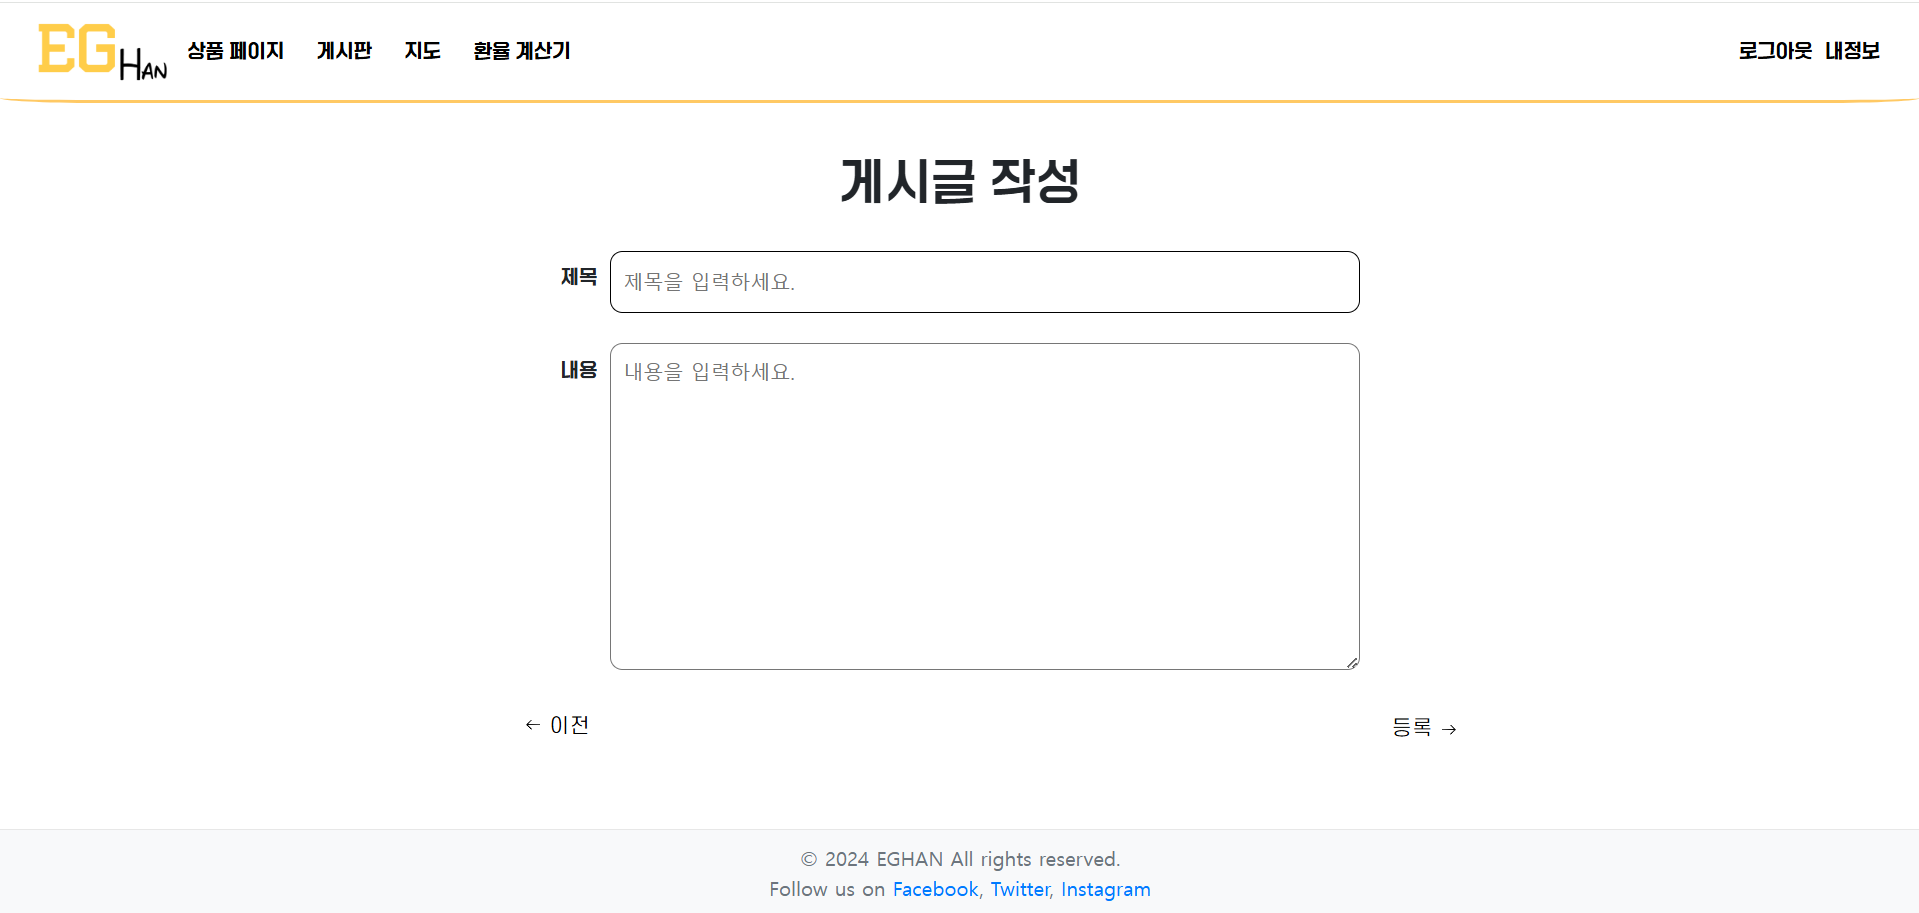 EG HAN 상품 페이지 게시판 지도 환율 계산기 로그아웃 내정보
게시글 작성
제목 제목을 입력하세요.
내용 내용을 입력하세요.
← 이전 등록 →
© 2024 EGHAN All rights reserved.
Follow us on Facebook, Twitter, Instagram